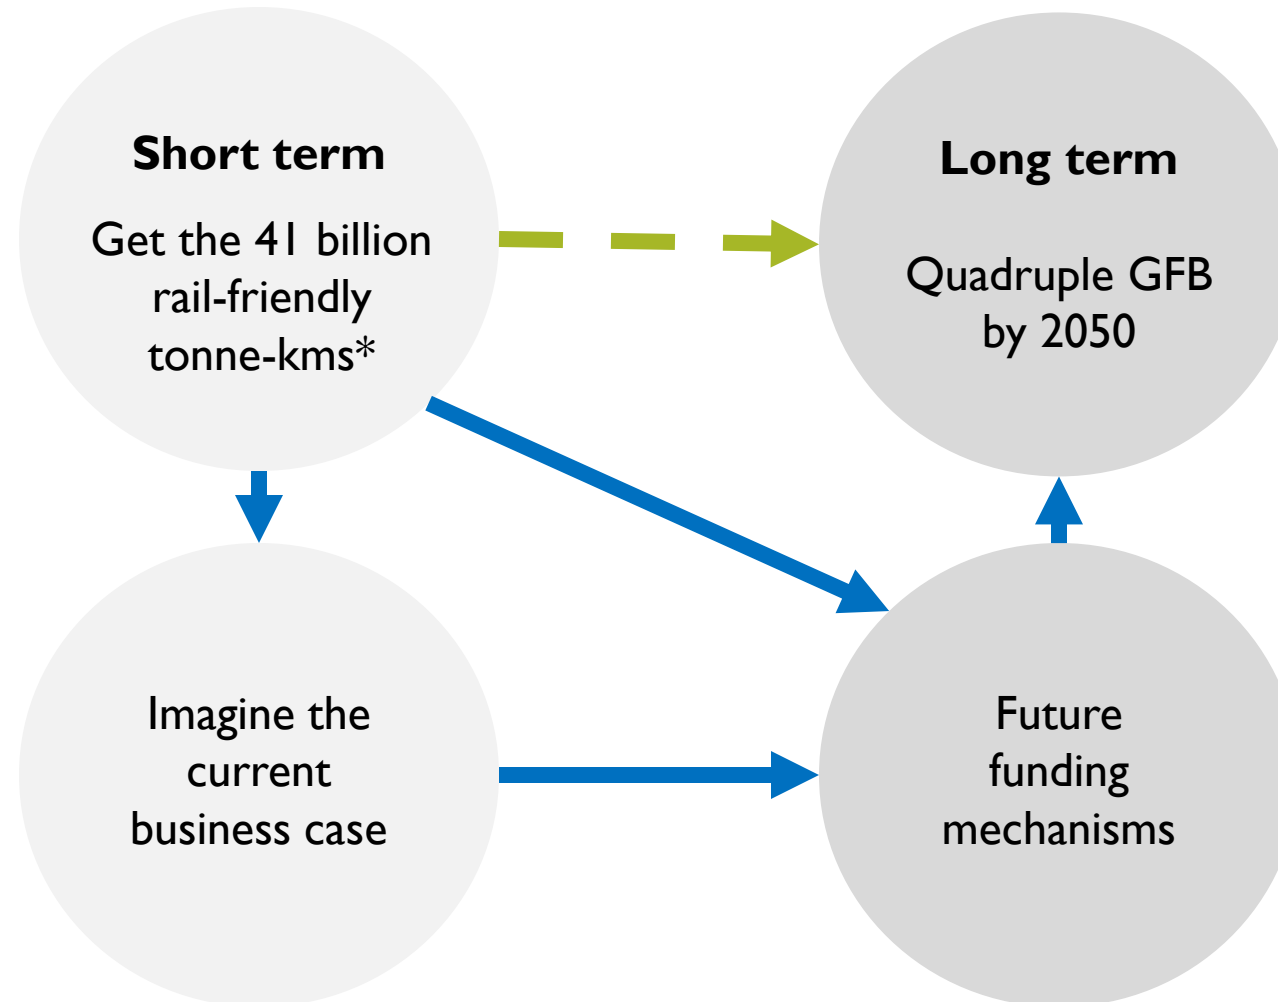 Short term
Get the 41 billion
rail-friendly
tonne-kms*
Long term
Quadruple GFB
by 2050
Imagine the
current
business case
Future
funding
mechanisms